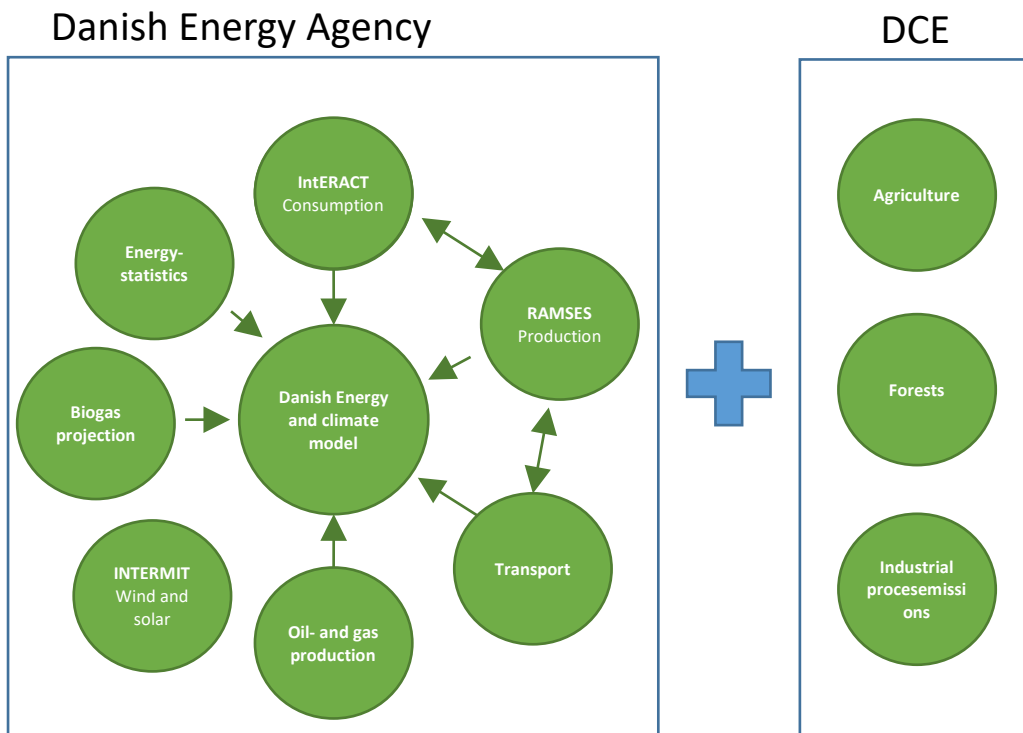 Danish Energy Agency
DCE
IntERACT
Consumption
Energy-
statistics
RAMSES
Production
Biogas
projection
Danish Energy
and climate
model
INTERMIT
Wind and
solar
Oil- and gas
production
Transport
Agriculture
Forests
Industrial
procesemissi
ons